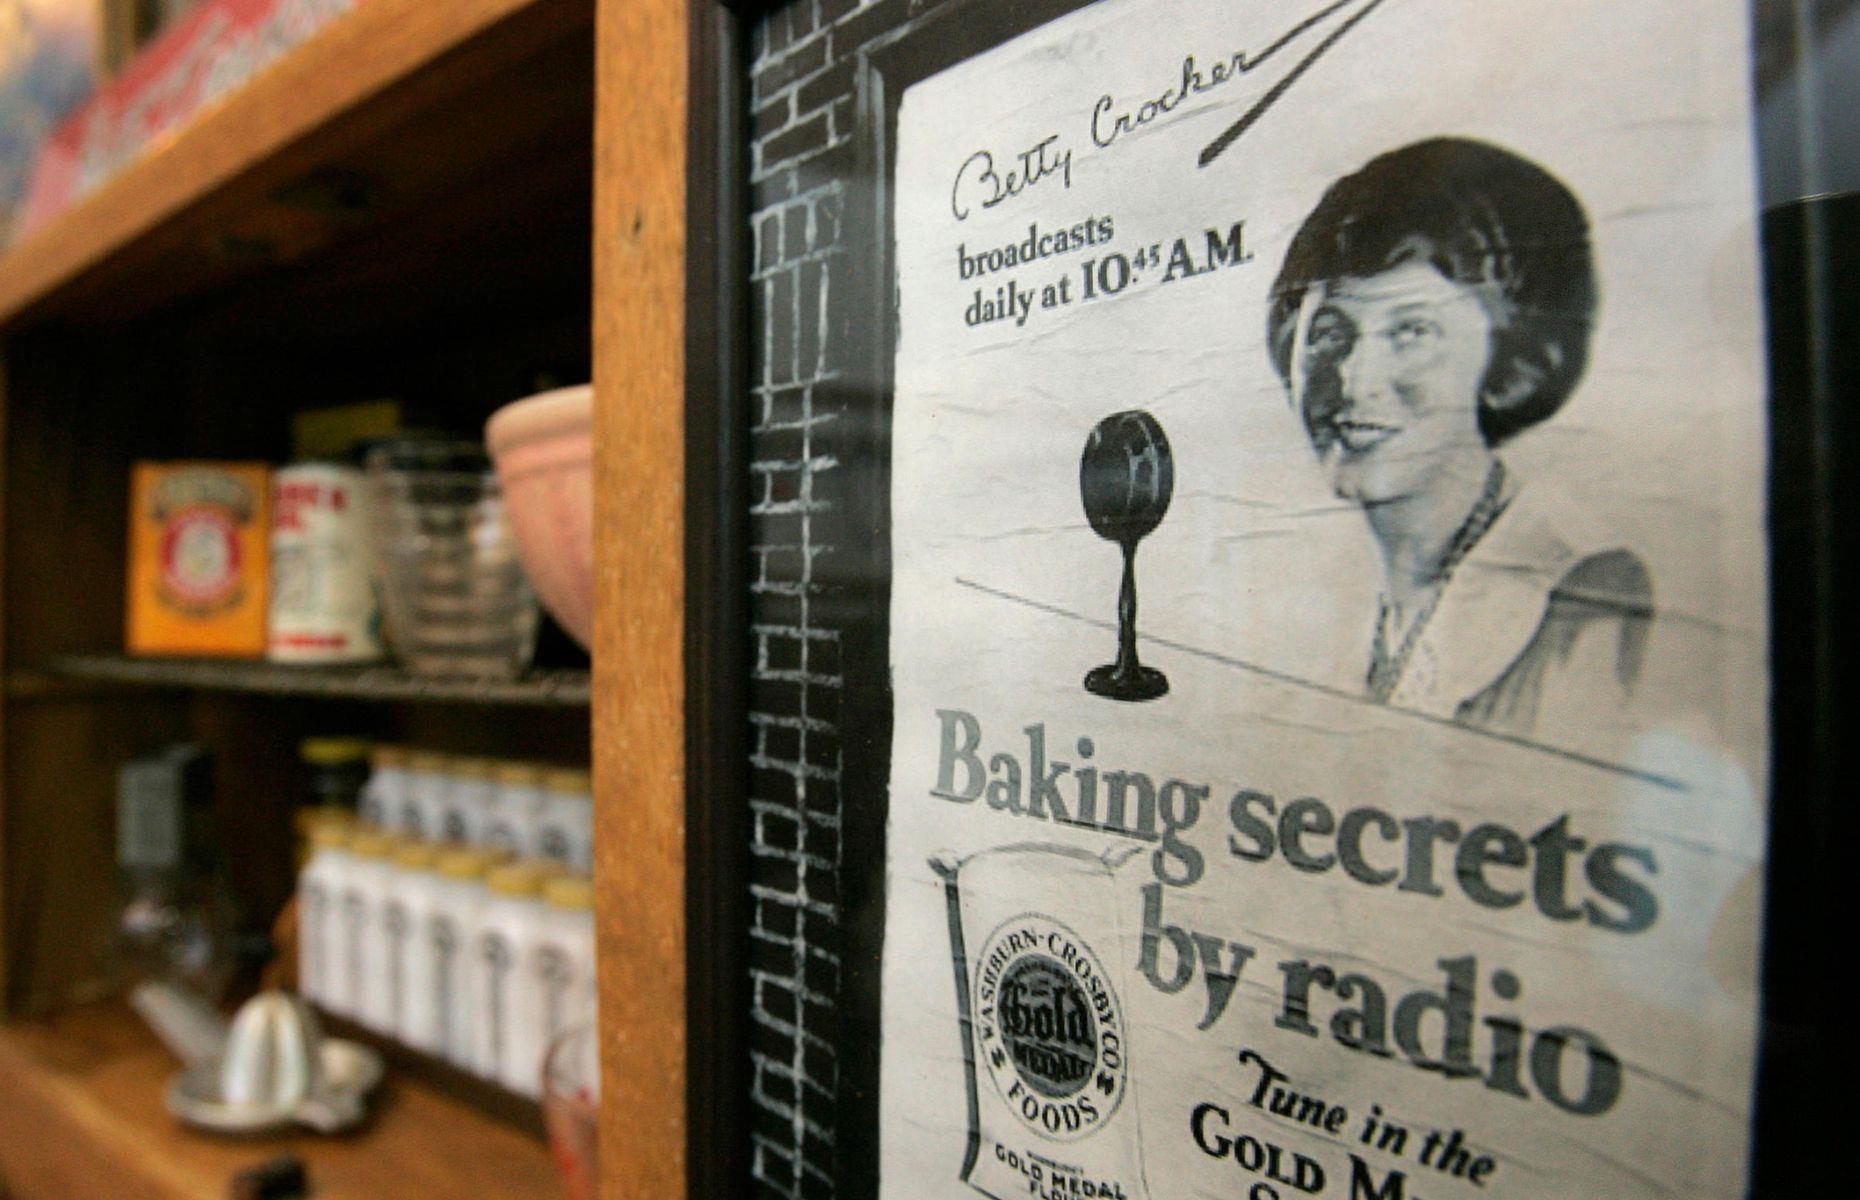 Betty Crocker
broadcasts
daily at 10:45 A.M.
Baking secrets
by radio
WASHBURN-CROSBY CO.
Gold
MEDAL
FOODS
GOLD MEDAL
Tune in the
GOLD